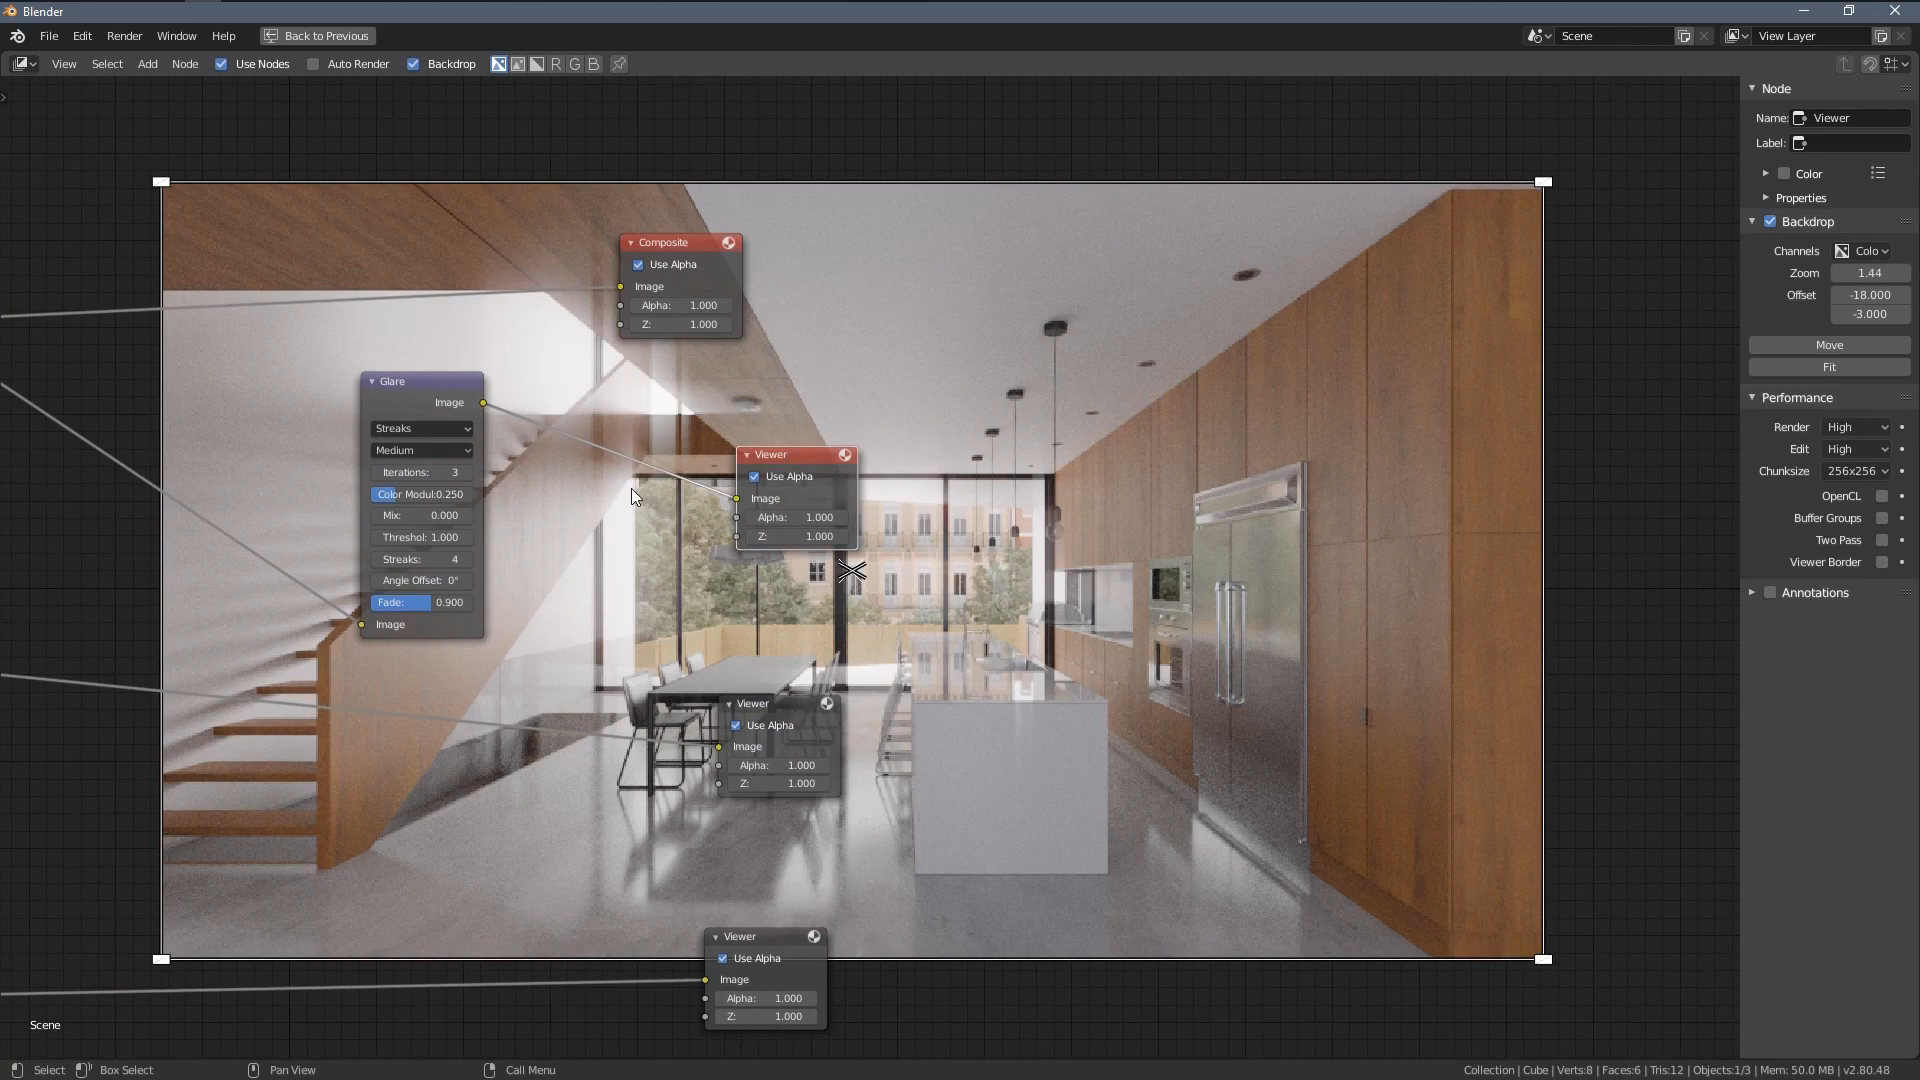 Blender
File Edit Render Window Help Back to Previous Scene View Layer
View Select Add Node Use Nodes Auto Render Backdrop R G B
Node
Name: Viewer
Label:
Color
Properties
Backdrop
Channels Colo
Zoom 1.44
Offset -18.000
-3.000
Move
Fit
Performance
Render High
Edit High
Chunksize 256x256
OpenCL
Buffer Groups
Two Pass
Viewer Border
Annotations
Composite
Use Alpha
Image
Alpha: 1.000
Z: 1.000
Glare
Image
Streaks
Medium
Iterations: 3
Color Modul:0.250
Mix: 0.000
Threshol: 1.000
Streaks: 4
Angle Offset: 0°
Fade: 0.900
Image
Viewer
Use Alpha
Image
Alpha: 1.000
Z: 1.000
Viewer
Use Alpha
Image
Alpha: 1.000
Z: 1.000
Viewer
Use Alpha
Image
Alpha: 1.000
Z: 1.000
Scene
Select Box Select Pan View Call Menu Collection | Cube | Verts:8 | Faces:6 | Tris:12 | Objects:1/3 | Mem: 50.0 MB | v2.80.48